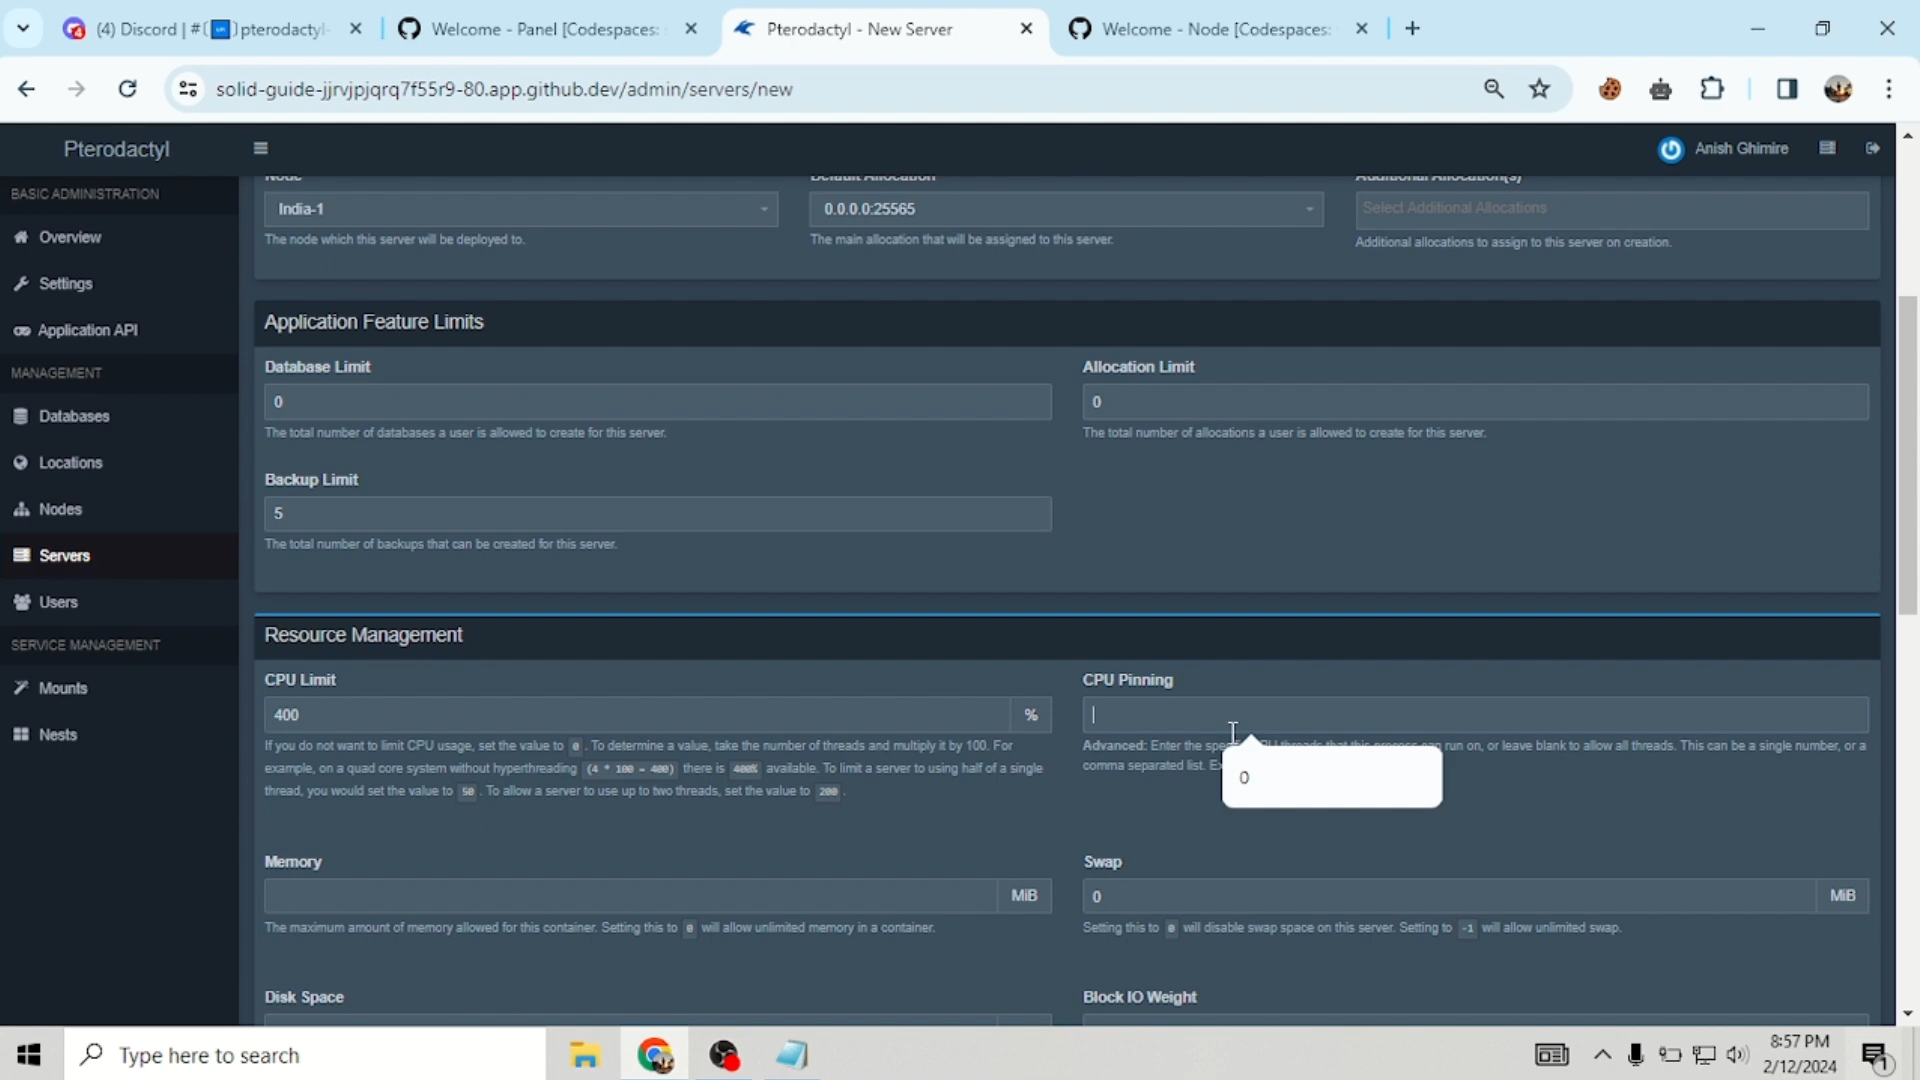 (4) Discord | #
pterodactyl-
Welcome - Panel [Codespaces:
Pterodactyl - New Server
Welcome - Node [Codespaces:
solid-guide-jjrvjpjqrq7f55r9-80.app.github.dev/admin/servers/new
Pterodactyl
Anish Ghimire
BASIC ADMINISTRATION
Overview
Settings
Application API
MANAGEMENT
Databases
Locations
Nodes
Servers
Users
SERVICE MANAGEMENT
Mounts
Nests
Node
Default Allocation
Additional Allocation(s)
India-1
0.0.0.0:25565
Select Additional Allocations
The node which this server will be deployed to.
The main allocation that will be assigned to this server.
Additional allocations to assign to this server on creation.
Application Feature Limits
Database Limit
0
The total number of databases a user is allowed to create for this server.
Allocation Limit
0
The total number of allocations a user is allowed to create for this server.
Backup Limit
5
The total number of backups that can be created for this server.
Resource Management
CPU Limit
400 %
If you do not want to limit CPU usage, set the value to 0 . To determine a value, take the number of threads and multiply it by 100. For
example, on a quad core system without hyperthreading (4 * 100 = 400) there is 400% available. To limit a server to using half of a single
thread, you would set the value to 50 . To allow a server to use up to two threads, set the value to 200 .
CPU Pinning
Advanced: Enter the run on, or leave blank to allow all threads. This can be a single number, or a
comma separated list.
0
Memory
MiB
The maximum amount of memory allowed for this container. Setting this to 0 will allow unlimited memory in a container.
Swap
0 MiB
Setting this to 0 will disable swap space on this server. Setting to -1 will allow unlimited swap.
Disk Space
Block IO Weight
Type here to search
8:57 PM
2/12/2024
1